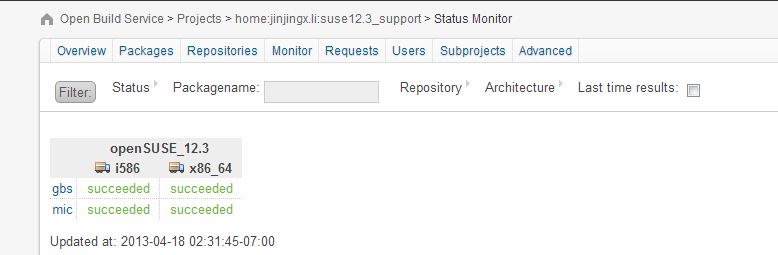 Open Build Service > Projects > home:jinjingx.li:suse12.3_support > Status Monitor
Overview Packages Repositories Monitor Requests Users Subprojects Advanced
Filter: Status Packagename: Repository Architecture Last time results:
openSUSE_12.3
i586 x86_64
gbs succeeded succeeded
mic succeeded succeeded
Updated at: 2013-04-18 02:31:45-07:00